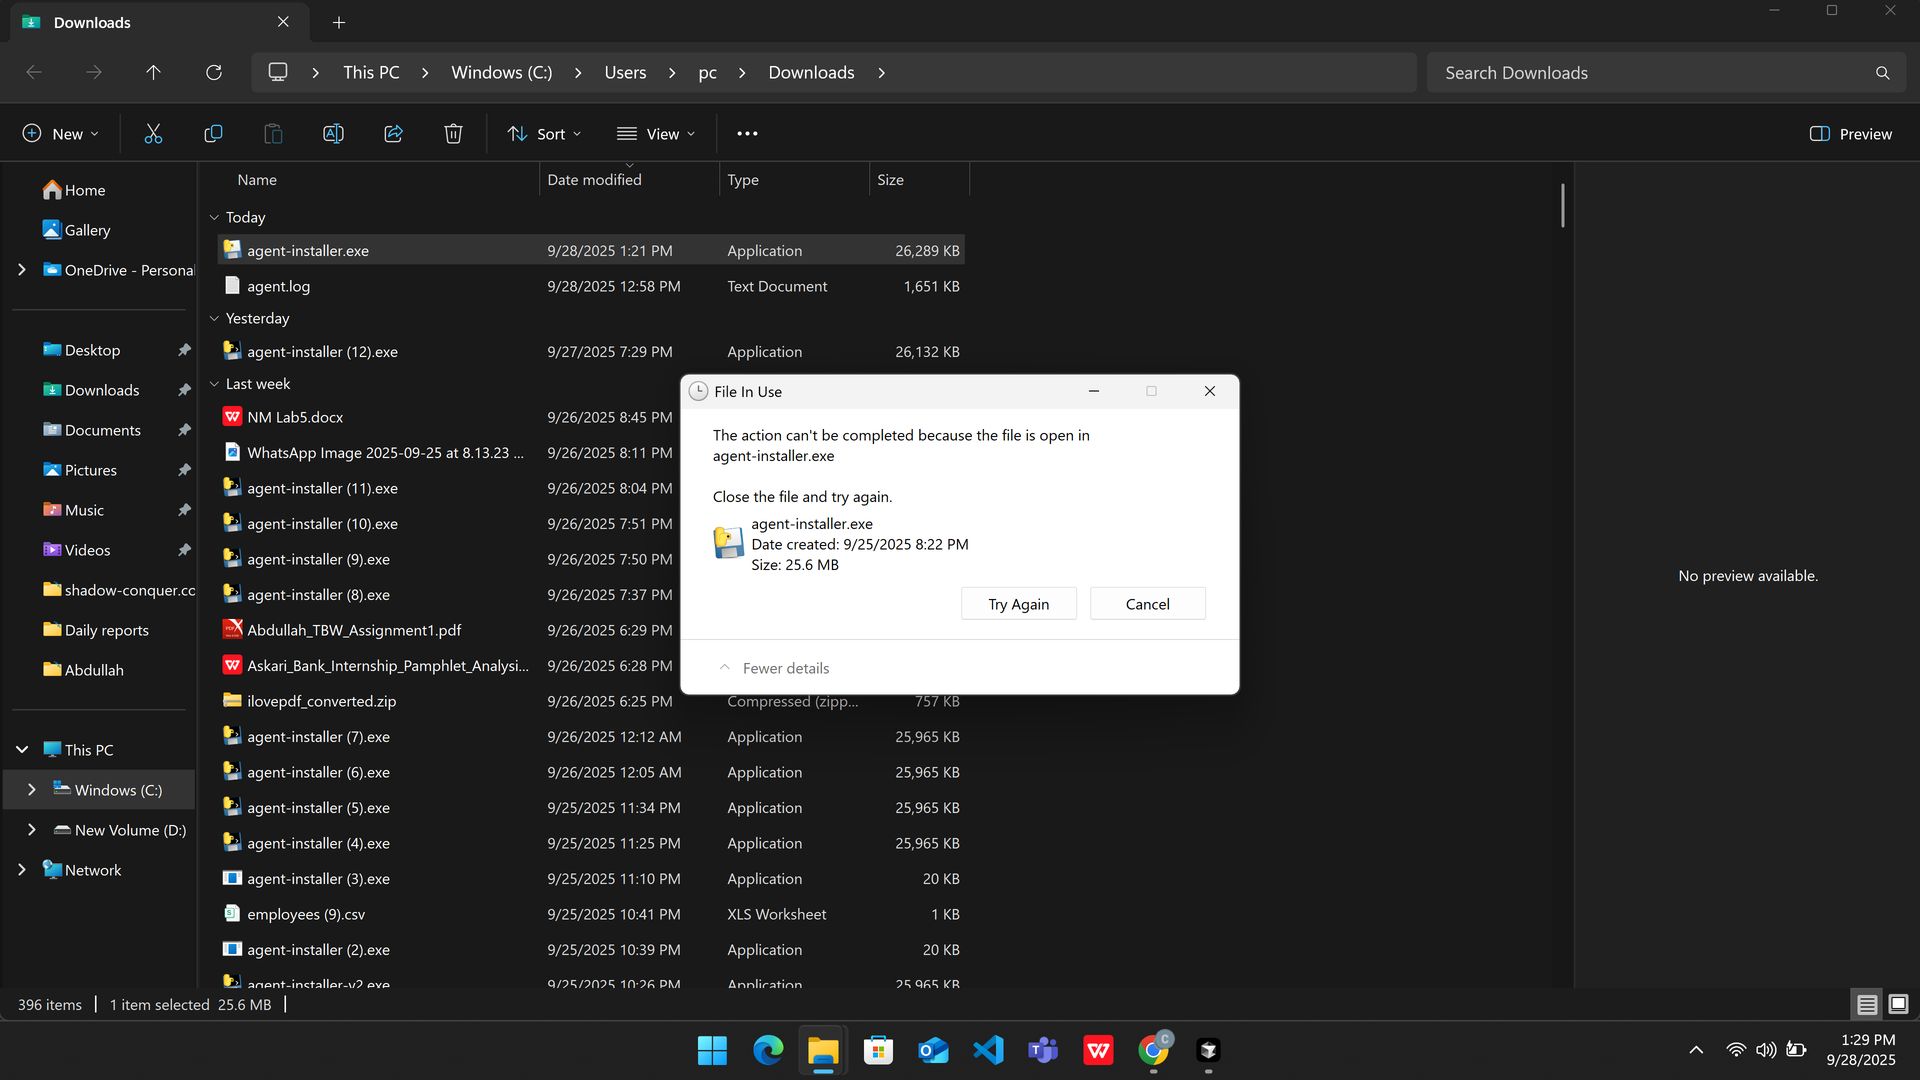 Downloads
This PC
Windows (C:)
Users
pc
Downloads
Search Downloads
New
Sort
View
Preview
Name
Date modified
Type
Size
Home
Gallery
OneDrive - Personal
Desktop
Downloads
Documents
Pictures
Music
Videos
shadow-conquer.co
Daily reports
Abdullah
This PC
Windows (C:)
New Volume (D:)
Network
Today
agent-installer.exe 9/28/2025 1:21 PM Application 26,289 KB
agent.log 9/28/2025 12:58 PM Text Document 1,651 KB
Yesterday
agent-installer (12).exe 9/27/2025 7:29 PM Application 26,132 KB
Last week
NM Lab5.docx 9/26/2025 8:45 PM
WhatsApp Image 2025-09-25 at 8.13.23 ... 9/26/2025 8:11 PM
agent-installer (11).exe 9/26/2025 8:04 PM
agent-installer (10).exe 9/26/2025 7:51 PM
agent-installer (9).exe 9/26/2025 7:50 PM
agent-installer (8).exe 9/26/2025 7:37 PM
Abdullah_TBW_Assignment1.pdf 9/26/2025 6:29 PM
Askari_Bank_Internship_Pamphlet_Analysi... 9/26/2025 6:28 PM
ilovepdf_converted.zip 9/26/2025 6:25 PM Compressed (zipp... 757 KB
agent-installer (7).exe 9/26/2025 12:12 AM Application 25,965 KB
agent-installer (6).exe 9/26/2025 12:05 AM Application 25,965 KB
agent-installer (5).exe 9/25/2025 11:34 PM Application 25,965 KB
agent-installer (4).exe 9/25/2025 11:25 PM Application 25,965 KB
agent-installer (3).exe 9/25/2025 11:10 PM Application 20 KB
employees (9).csv 9/25/2025 10:41 PM XLS Worksheet 1 KB
agent-installer (2).exe 9/25/2025 10:39 PM Application 20 KB
agent-installer-v2.exe 9/25/2025 10:26 PM Application 25,965 KB
File In Use
The action can't be completed because the file is open in
agent-installer.exe
Close the file and try again.
agent-installer.exe
Date created: 9/25/2025 8:22 PM
Size: 25.6 MB
Try Again
Cancel
Fewer details
No preview available.
396 items
1 item selected 25.6 MB
1:29 PM
9/28/2025